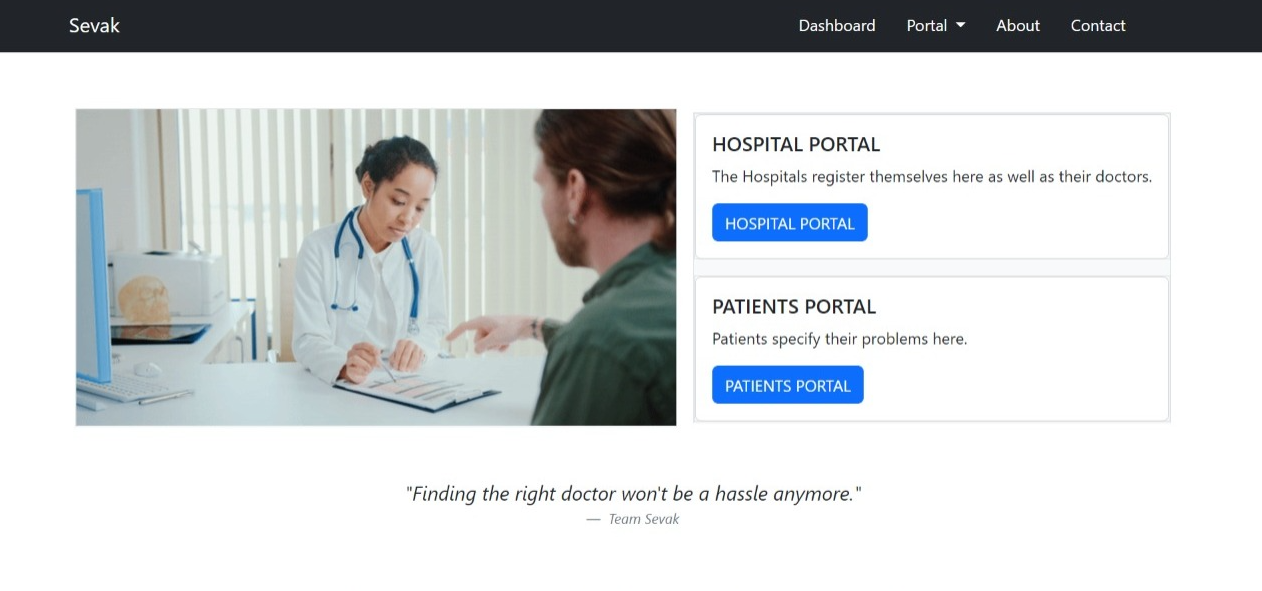 Sevak
Dashboard Portal About Contact
HOSPITAL PORTAL
The Hospitals register themselves here as well as their doctors.
HOSPITAL PORTAL
PATIENTS PORTAL
Patients specify their problems here.
PATIENTS PORTAL
"Finding the right doctor won't be a hassle anymore."
— Team Sevak